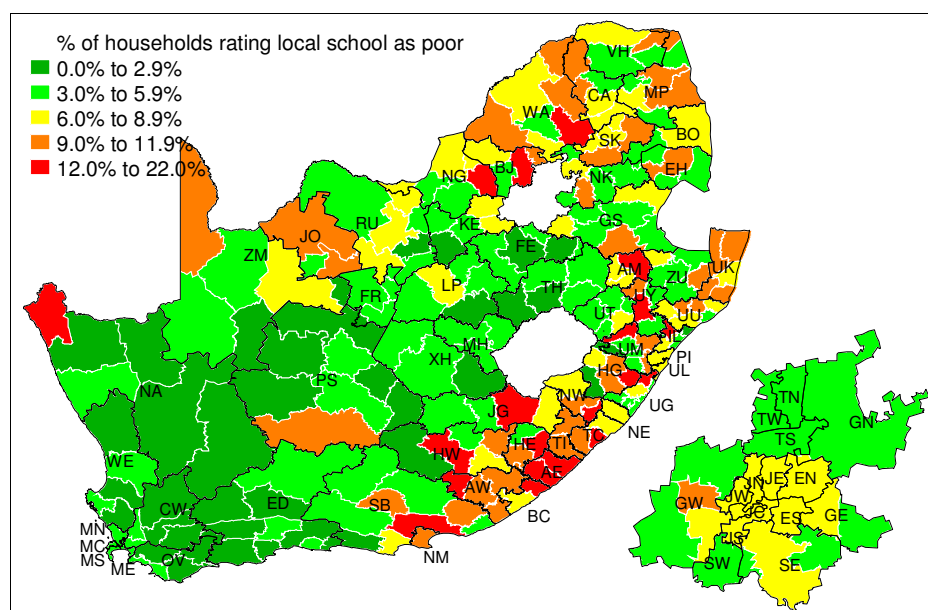 % of households rating local school as poor
0.0% to 2.9%
3.0% to 5.9%
6.0% to 8.9%
9.0% to 11.9%
12.0% to 22.0%
VH
CA
MP
WA
SK
BO
NG
BJ
NK
EH
RU
KE
GS
JO
ZM
FE
AM
ZU
UK
LP
TH
FR
UY
UT
UU
MH
UM
XH
HG
PI
UL
PS
NA
NW
UG
JG
TC
NE
HE
TI
HW
AE
WE
AW
CW
ED
SB
BC
MN
MC
MS
ME
OV
NM
TN
TW
GN
TS
JN
JE
EN
GW
JW
JC
ES
GE
JS
SW
SE